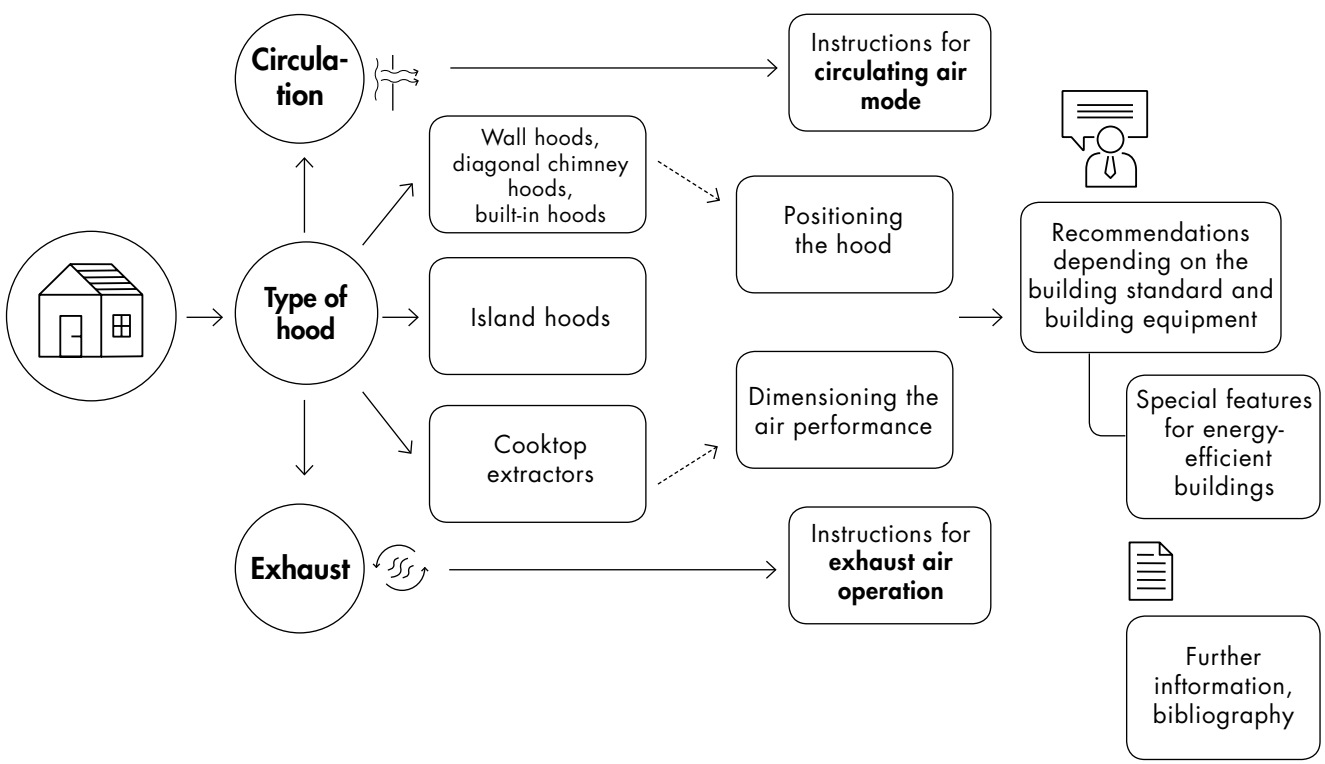 Circula-
tion
Instructions for
circulating air
mode
Wall hoods,
diagonal chimney
hoods,
built-in hoods
Positioning
the hood
Recommendations
depending on the
building standard and
building equipment
Type of
hood
Island hoods
Dimensioning the
air performance
Special features
for energy-
efficient
buildings
Cooktop
extractors
Exhaust
Instructions for
exhaust air
operation
Further
inftormation,
bibliography